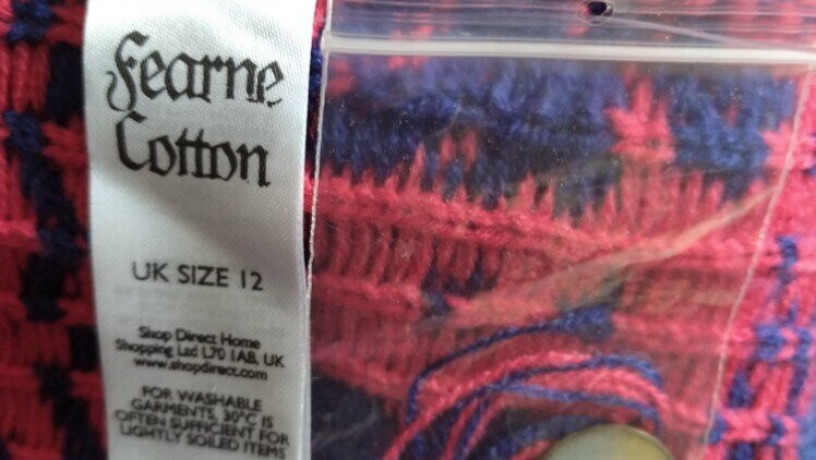 Fearne
Cotton
UK SIZE 12
Shop Direct Home
Shopping Ltd L70 1AB, UK
www.shopdirect.com
FOR WASHABLE
GARMENTS, 30°C IS
OFTEN SUFFICIENT FOR
LIGHTLY SOILED ITEMS